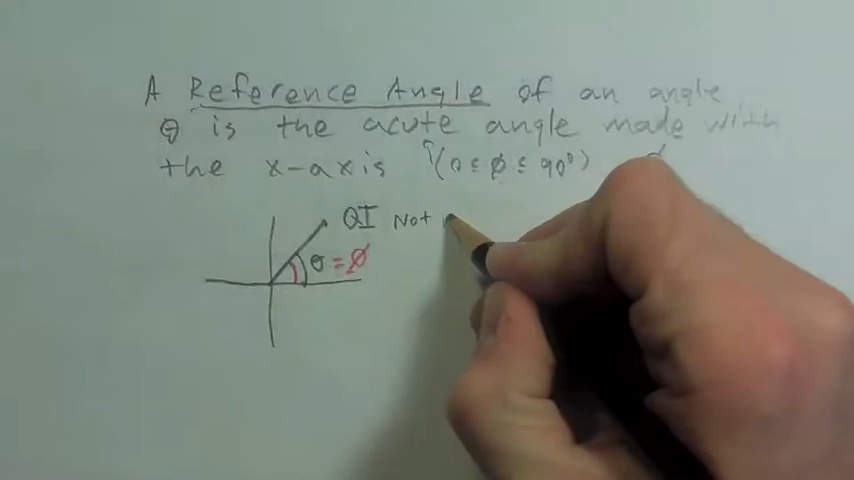 A Reference Angle of an angle
θ is the acute angle made with
the x-axis (0 ≤ ø ≤ 90°)
QI Not
θ = ø